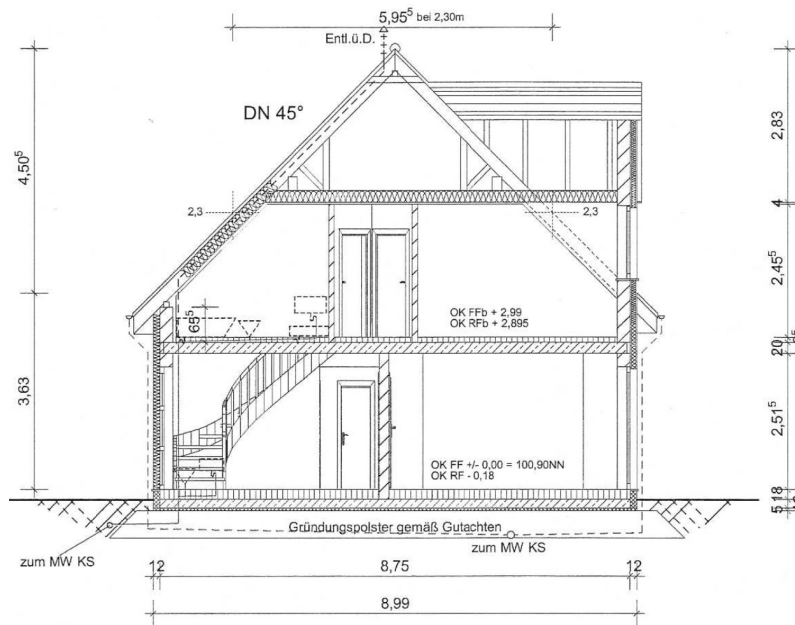 5,95⁵ bei 2,30m
Entl.ü.D.
DN 45°
4,50⁵
2,83
2,3
2,3
4
2,45⁵
65⁵
OK FFb + 2,99
OK RFb + 2,895
20
3,63
2,51⁵
OK FF +/- 0,00 = 100,90NN
OK RF - 0,18
18
5
Gründungspolster gemäß Gutachten
zum MW KS
zum MW KS
12
8,75
12
8,99